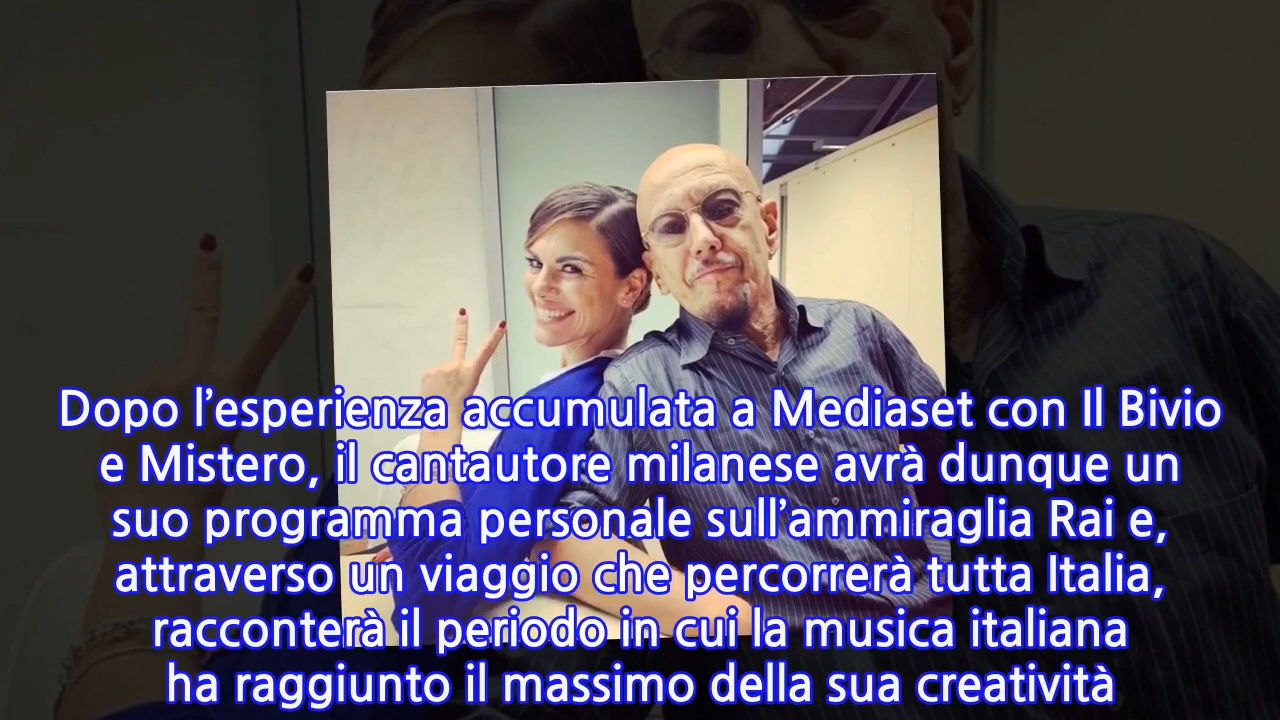 Dopo l’esperienza accumulata a Mediaset con Il Bivio
e Mistero, il cantautore milanese avrà dunque un
suo programma personale sull’ammiraglia Rai e,
attraverso un viaggio che percorrerà tutta Italia,
racconterà il periodo in cui la musica italiana
ha raggiunto il massimo della sua creatività